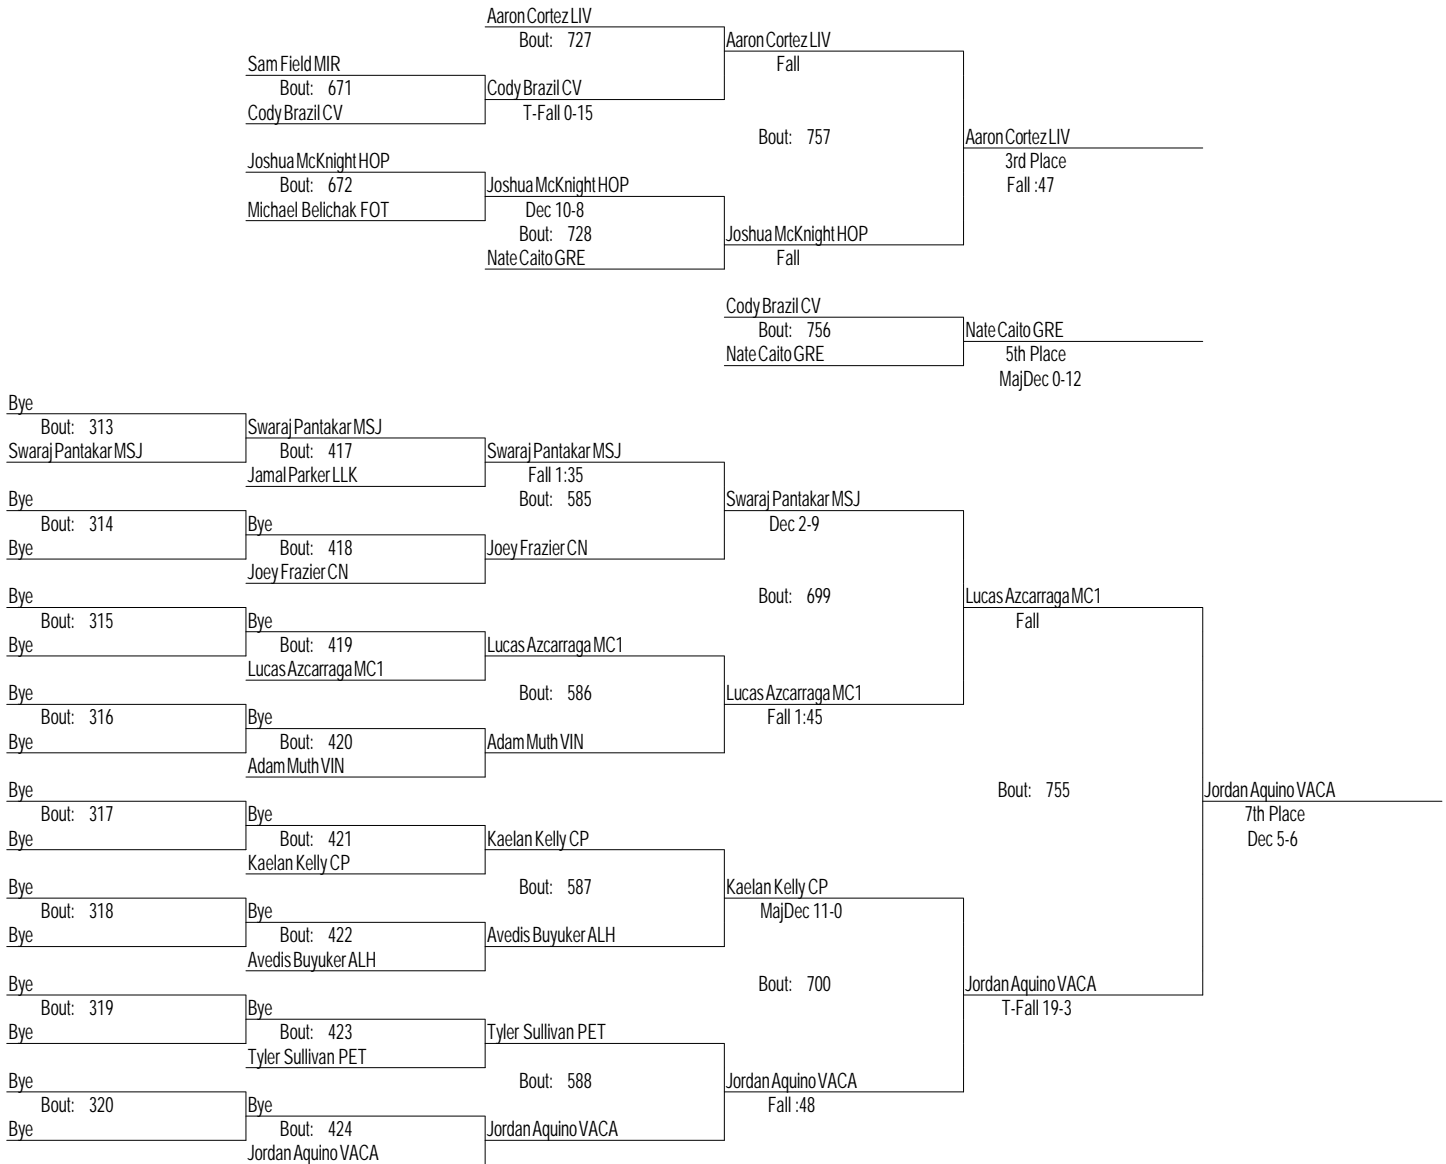 Aaron Cortez LIV
Bout: 727
Aaron Cortez LIV
Sam Field MIR
Fall
Bout: 671
Cody Brazil CV
Cody Brazil CV
T-Fall 0-15
Bout: 757
Aaron Cortez LIV
Joshua McKnight HOP
3rd Place
Bout: 672
Joshua McKnight HOP
Fall :47
Michael Belichak FOT
Dec 10-8
Bout: 728
Joshua McKnight HOP
Nate Caito GRE
Fall
Cody Brazil CV
Bout: 756
Nate Caito GRE
Nate Caito GRE
5th Place
MajDec 0-12
Bye
Bout: 313
Swaraj Pantakar MSJ
Swaraj Pantakar MSJ
Bout: 417
Swaraj Pantakar MSJ
Jamal Parker LLK
Fall 1:35
Bye
Bout: 585
Swaraj Pantakar MSJ
Bout: 314
Bye
Dec 2-9
Bye
Bout: 418
Joey Frazier CN
Joey Frazier CN
Bye
Bout: 699
Lucas Azcarraga MC1
Bout: 315
Bye
Fall
Bye
Bout: 419
Lucas Azcarraga MC1
Lucas Azcarraga MC1
Bye
Bout: 586
Lucas Azcarraga MC1
Bout: 316
Bye
Fall 1:45
Bye
Bout: 420
Adam Muth VIN
Adam Muth VIN
Bye
Bout: 755
Jordan Aquino VACA
Bout: 317
Bye
7th Place
Bye
Bout: 421
Kaelan Kelly CP
Dec 5-6
Kaelan Kelly CP
Bye
Bout: 587
Kaelan Kelly CP
Bout: 318
Bye
MajDec 11-0
Bye
Bout: 422
Avedis Buyuker ALH
Avedis Buyuker ALH
Bye
Bout: 700
Jordan Aquino VACA
Bout: 319
Bye
T-Fall 19-3
Bye
Bout: 423
Tyler Sullivan PET
Tyler Sullivan PET
Bye
Bout: 588
Jordan Aquino VACA
Bout: 320
Bye
Fall :48
Bye
Bout: 424
Jordan Aquino VACA
Jordan Aquino VACA